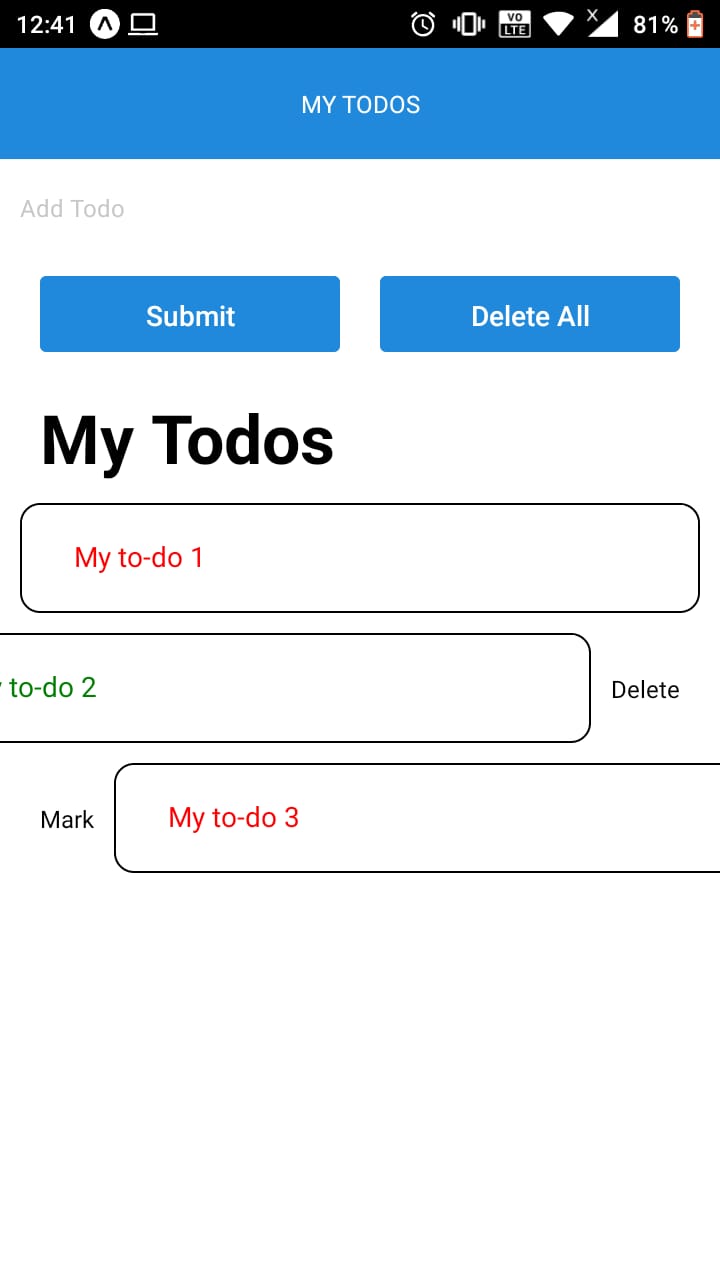 12:41 VO LTE X 81%
MY TODOS
Add Todo
Submit Delete All
My Todos
My to-do 1
to-do 2 Delete
Mark My to-do 3